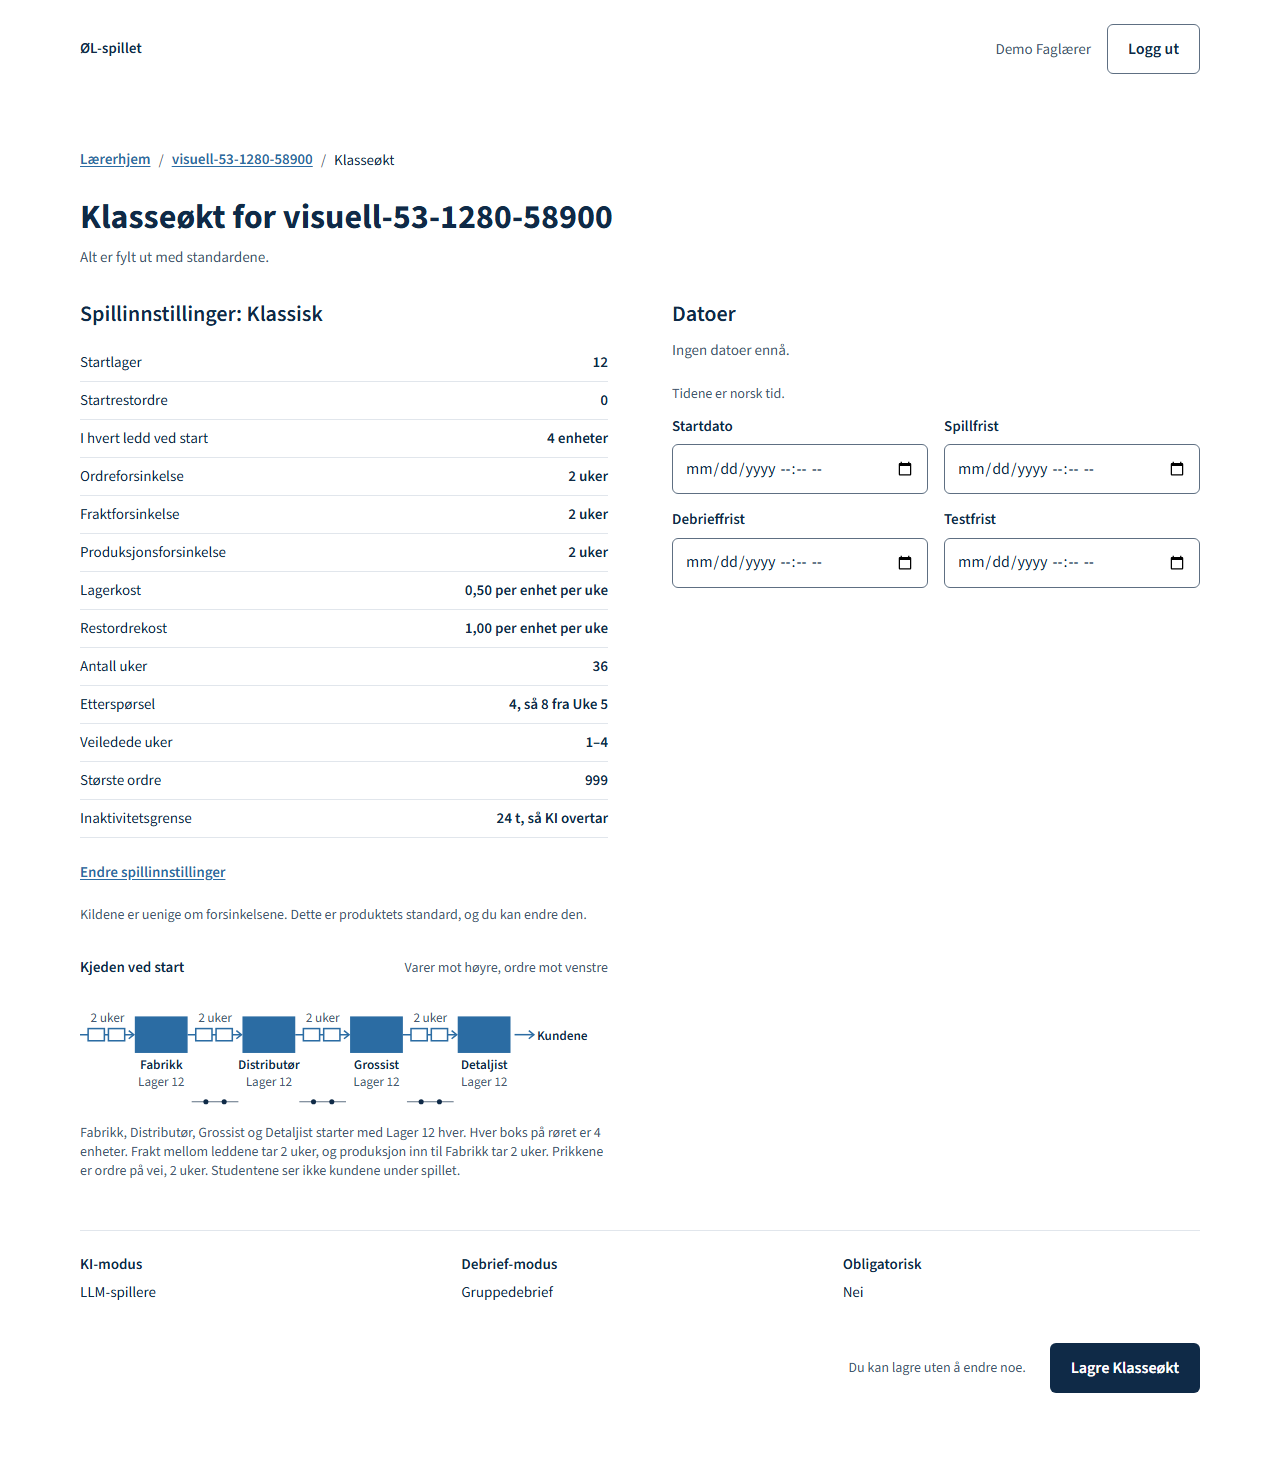 ØL-spillet
Demo Faglærer
Logg ut
Lærerhjem / visuell-53-1280-58900 / Klasseøkt
Klasseøkt for visuell-53-1280-58900
Alt er fylt ut med standardene.
Spillinnstillinger: Klassisk
Startlager 12
Startrestordre 0
I hvert ledd ved start 4 enheter
Ordreforsinkelse 2 uker
Fraktforsinkelse 2 uker
Produksjonsforsinkelse 2 uker
Lagerkost 0,50 per enhet per uke
Restordrekost 1,00 per enhet per uke
Antall uker 36
Etterspørsel 4, så 8 fra Uke 5
Veiledede uker 1–4
Største ordre 999
Inaktivitetsgrense 24 t, så KI overtar
Endre spillinnstillinger
Kildene er uenige om forsinkelsene. Dette er produktets standard, og du kan endre den.
Kjeden ved start
Varer mot høyre, ordre mot venstre
2 uker 2 uker 2 uker 2 uker
Kundene
Fabrikk Distributør Grossist Detaljist
Lager 12 Lager 12 Lager 12 Lager 12
Fabrikk, Distributør, Grossist og Detaljist starter med Lager 12 hver. Hver boks på røret er 4
enheter. Frakt mellom leddene tar 2 uker, og produksjon inn til Fabrikk tar 2 uker. Prikkene
er ordre på vei, 2 uker. Studentene ser ikke kundene under spillet.
Datoer
Ingen datoer ennå.
Tidene er norsk tid.
Startdato Spillfrist
mm/dd/yyyy --:-- -- mm/dd/yyyy --:-- --
Debrieffrist Testfrist
mm/dd/yyyy --:-- -- mm/dd/yyyy --:-- --
KI-modus Debrief-modus Obligatorisk
LLM-spillere Gruppedebrief Nei
Du kan lagre uten å endre noe.
Lagre Klasseøkt